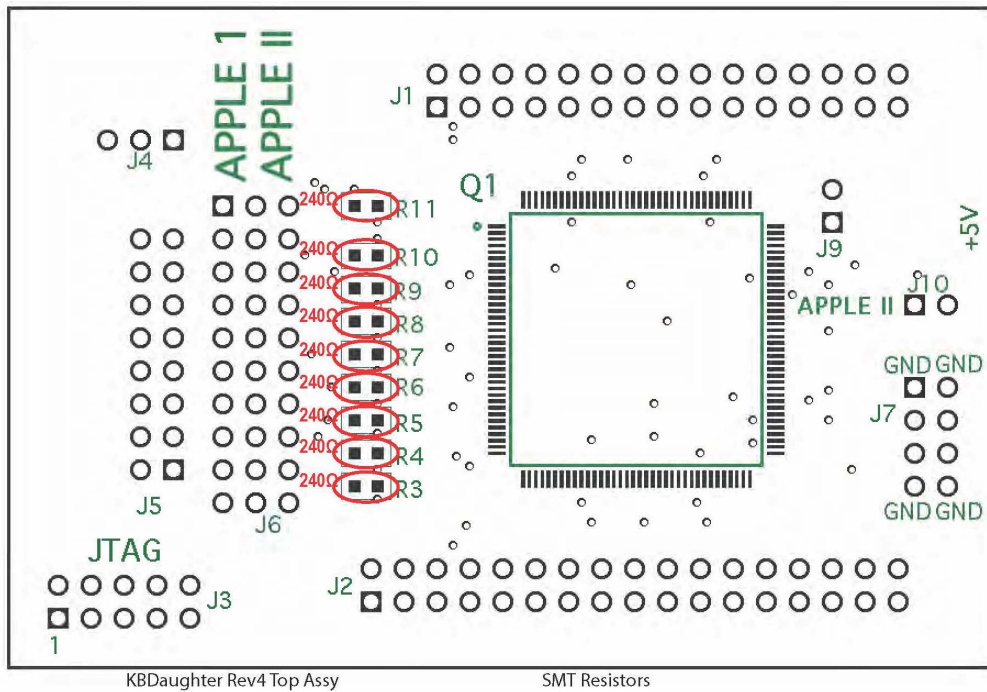 APPLE 1
APPLE II
J1
J4
Q1
240Ω R11
240Ω R10
240Ω R9
240Ω R8
240Ω R7
240Ω R6
240Ω R5
240Ω R4
240Ω R3
J9
+5V
J10
APPLE II
GND GND
J7
GND GND
J5
J6
JTAG
J3
1
J2
KBDaughter Rev4 Top Assy
SMT Resistors